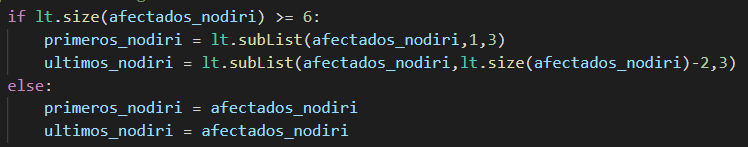 if lt.size(afectados_nodiri) >= 6:
    primeros_nodiri = lt.subList(afectados_nodiri,1,3)
    ultimos_nodiri = lt.subList(afectados_nodiri,lt.size(afectados_nodiri)-2,3)
else:
    primeros_nodiri = afectados_nodiri
    ultimos_nodiri = afectados_nodiri